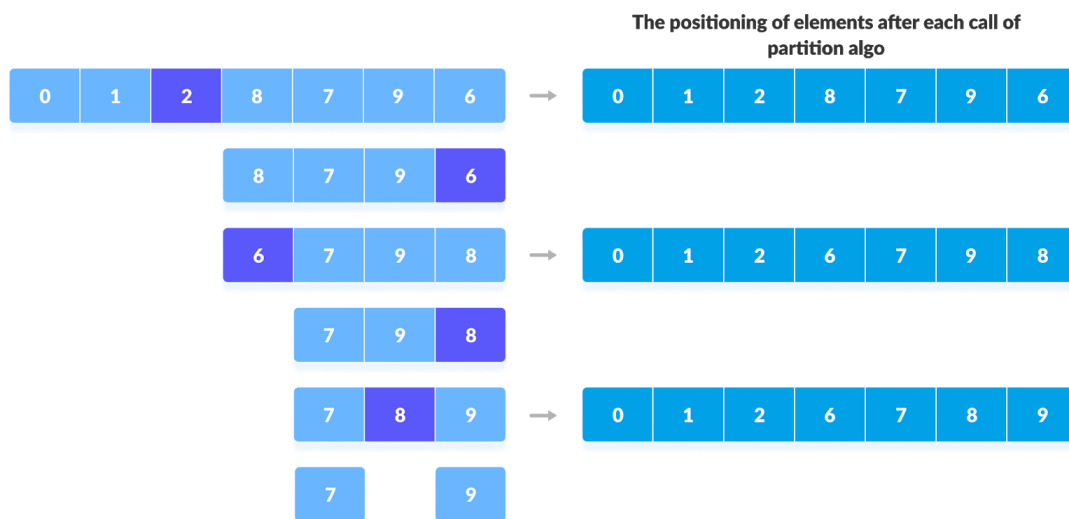 The positioning of elements after each call of
partition algo
0 1 2 8 7 9 6 0 1 2 8 7 9 6
8 7 9 6
6 7 9 8 0 1 2 6 7 9 8
7 9 8
7 8 9 0 1 2 6 7 8 9
7 9